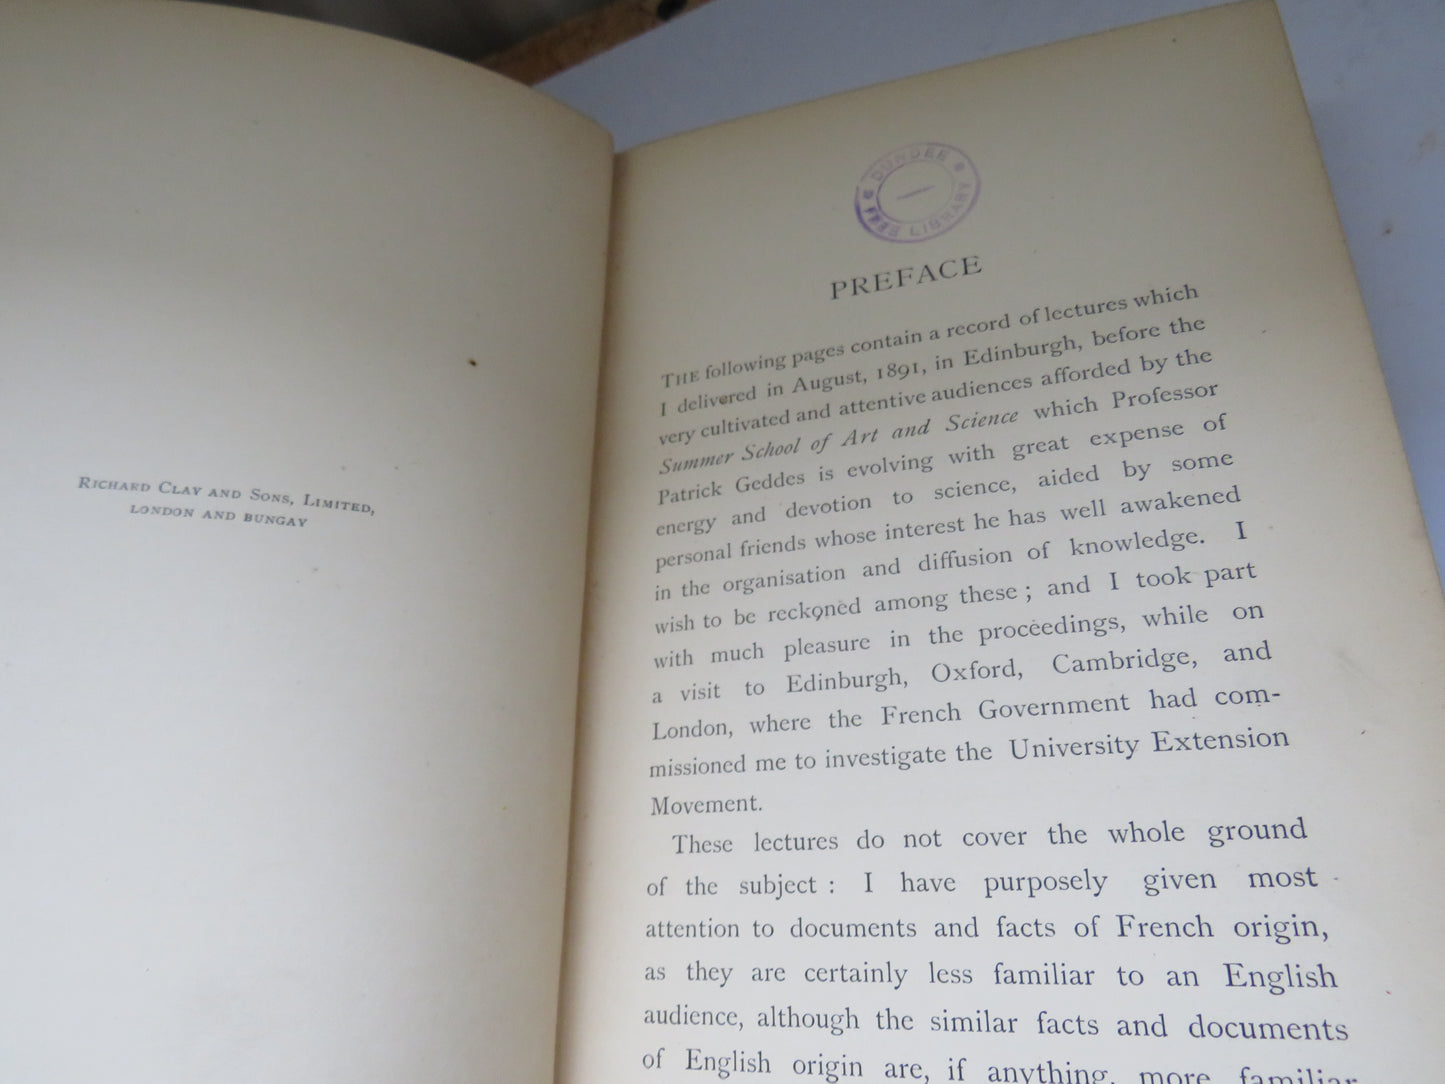 RICHARD CLAY AND SONS, LIMITED,
LONDON AND BUNGAY
DUNDEE
FREE LIBRARY
PREFACE
THE following pages contain a record of lectures which
I delivered in August, 1891, in Edinburgh, before the
very cultivated and attentive audiences afforded by the
Summer School of Art and Science which Professor
Patrick Geddes is evolving with great expense of
energy and devotion to science, aided by some
personal friends whose interest he has well awakened
in the organisation and diffusion of knowledge. I
wish to be reckoned among these ; and I took part
with much pleasure in the proceedings, while on
a visit to Edinburgh, Oxford, Cambridge, and
London, where the French Government had com-
missioned me to investigate the University Extension
Movement.
These lectures do not cover the whole ground
of the subject : I have purposely given most
attention to documents and facts of French origin,
as they are certainly less familiar to an English
audience, although the similar facts and documents
of English origin are, if anything, more familiar